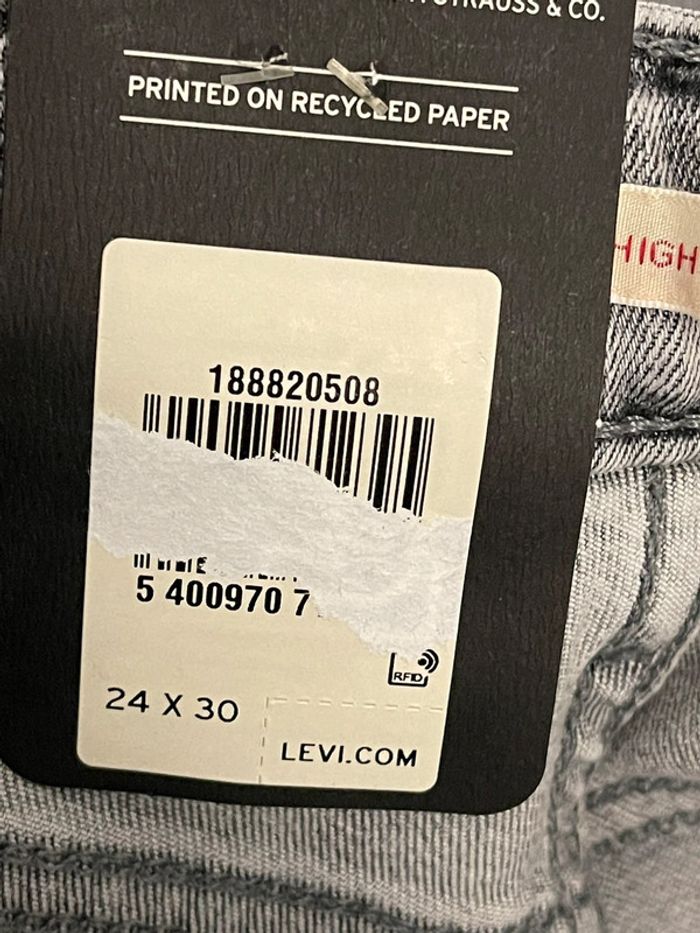 STRAUSS & CO.
PRINTED ON RECYCLED PAPER
HIGH
188820508
5 400970 7
RFID
24 X 30
LEVI.COM